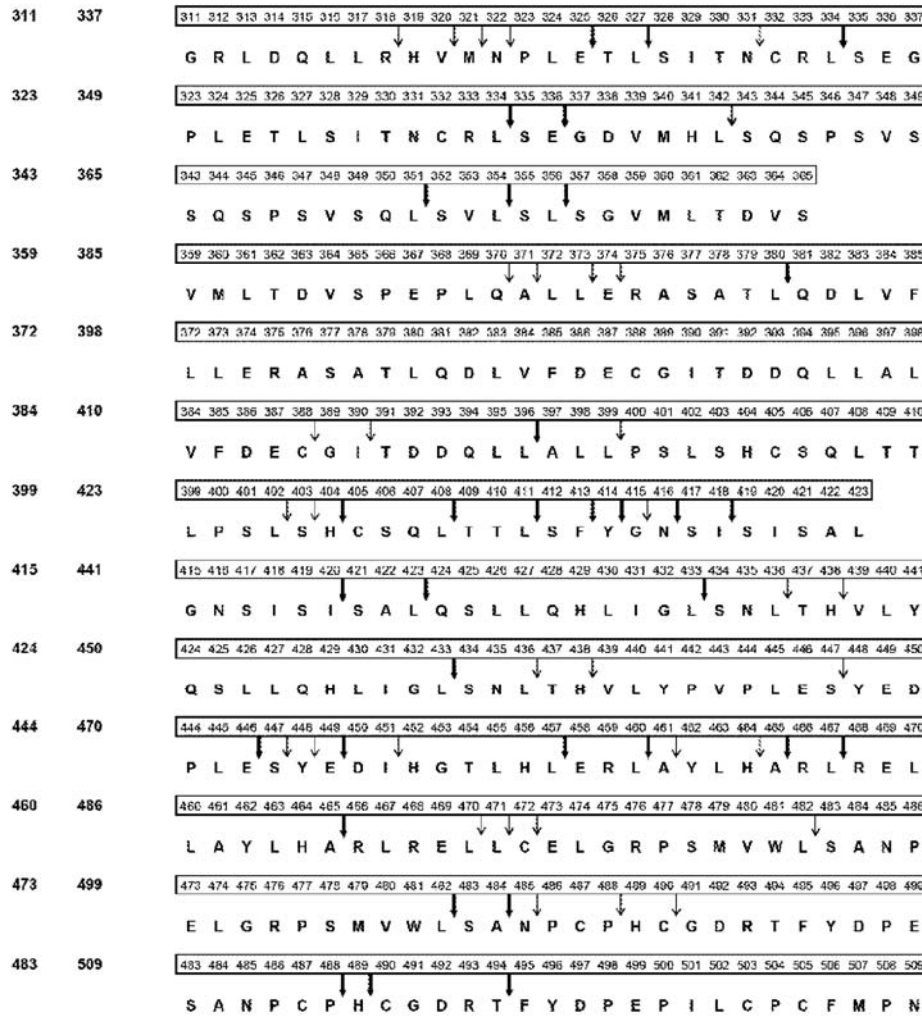 311 337 311 312 313 314 315 316 317 318 319 320 321 322 323 324 325 326 327 328 329 330 331 332 333 334 335 336 337
G R L D Q L L R H V M N P L E T L S I T N C R L S E G
323 349 323 324 325 326 327 328 329 330 331 332 333 334 335 336 337 338 339 340 341 342 343 344 345 346 347 348 349
P L E T L S I T N C R L S E G D V M H L S Q S P S V S
343 365 343 344 345 346 347 348 349 350 351 352 353 354 355 356 357 358 359 360 361 362 363 364 365
S Q S P S V S Q L S V L S L S G V M L T D V S
359 385 359 360 361 362 363 364 365 366 367 368 369 370 371 372 373 374 375 376 377 378 379 380 381 382 383 384 385
V M L T D V S P E P L Q A L L E R A S A T L Q D L V F
372 398 372 373 374 375 376 377 378 379 380 381 382 383 384 385 386 387 388 389 390 391 392 393 394 395 396 397 398
L L E R A S A T L Q D L V F D E C G I T D D Q L L A L
384 410 384 385 386 387 388 389 390 391 392 393 394 395 396 397 398 399 400 401 402 403 404 405 406 407 408 409 410
V F D E C G I T D D Q L L A L L P S L S H C S Q L T T
399 423 399 400 401 402 403 404 405 406 407 408 409 410 411 412 413 414 415 416 417 418 419 420 421 422 423
L P S L S H C S Q L T T L S F Y G N S I S I S A L
415 441 415 416 417 418 419 420 421 422 423 424 425 426 427 428 429 430 431 432 433 434 435 436 437 438 439 440 441
G N S I S I S A L Q S L L Q H L I G L S N L T H V L Y
424 450 424 425 426 427 428 429 430 431 432 433 434 435 436 437 438 439 440 441 442 443 444 445 446 447 448 449 450
Q S L L Q H L I G L S N L T H V L Y P V P L E S Y E D
444 470 444 445 446 447 448 449 450 451 452 453 454 455 456 457 458 459 460 461 462 463 464 465 466 467 468 469 470
P L E S Y E D I H G T L H L E R L A Y L H A R L R E L
460 486 460 461 462 463 464 465 466 467 468 469 470 471 472 473 474 475 476 477 478 479 480 481 482 483 484 485 486
L A Y L H A R L R E L L C E L G R P S M V W L S A N P
473 499 473 474 475 476 477 478 479 480 481 482 483 484 485 486 487 488 489 490 491 492 493 494 495 496 497 498 499
E L G R P S M V W L S A N P C P H C G D R T F Y D P E
483 509 483 484 485 486 487 488 489 490 491 492 493 494 495 496 497 498 499 500 501 502 503 504 505 506 507 508 509
S A N P C P H C G D R T F Y D P E P I L C P C F M P N